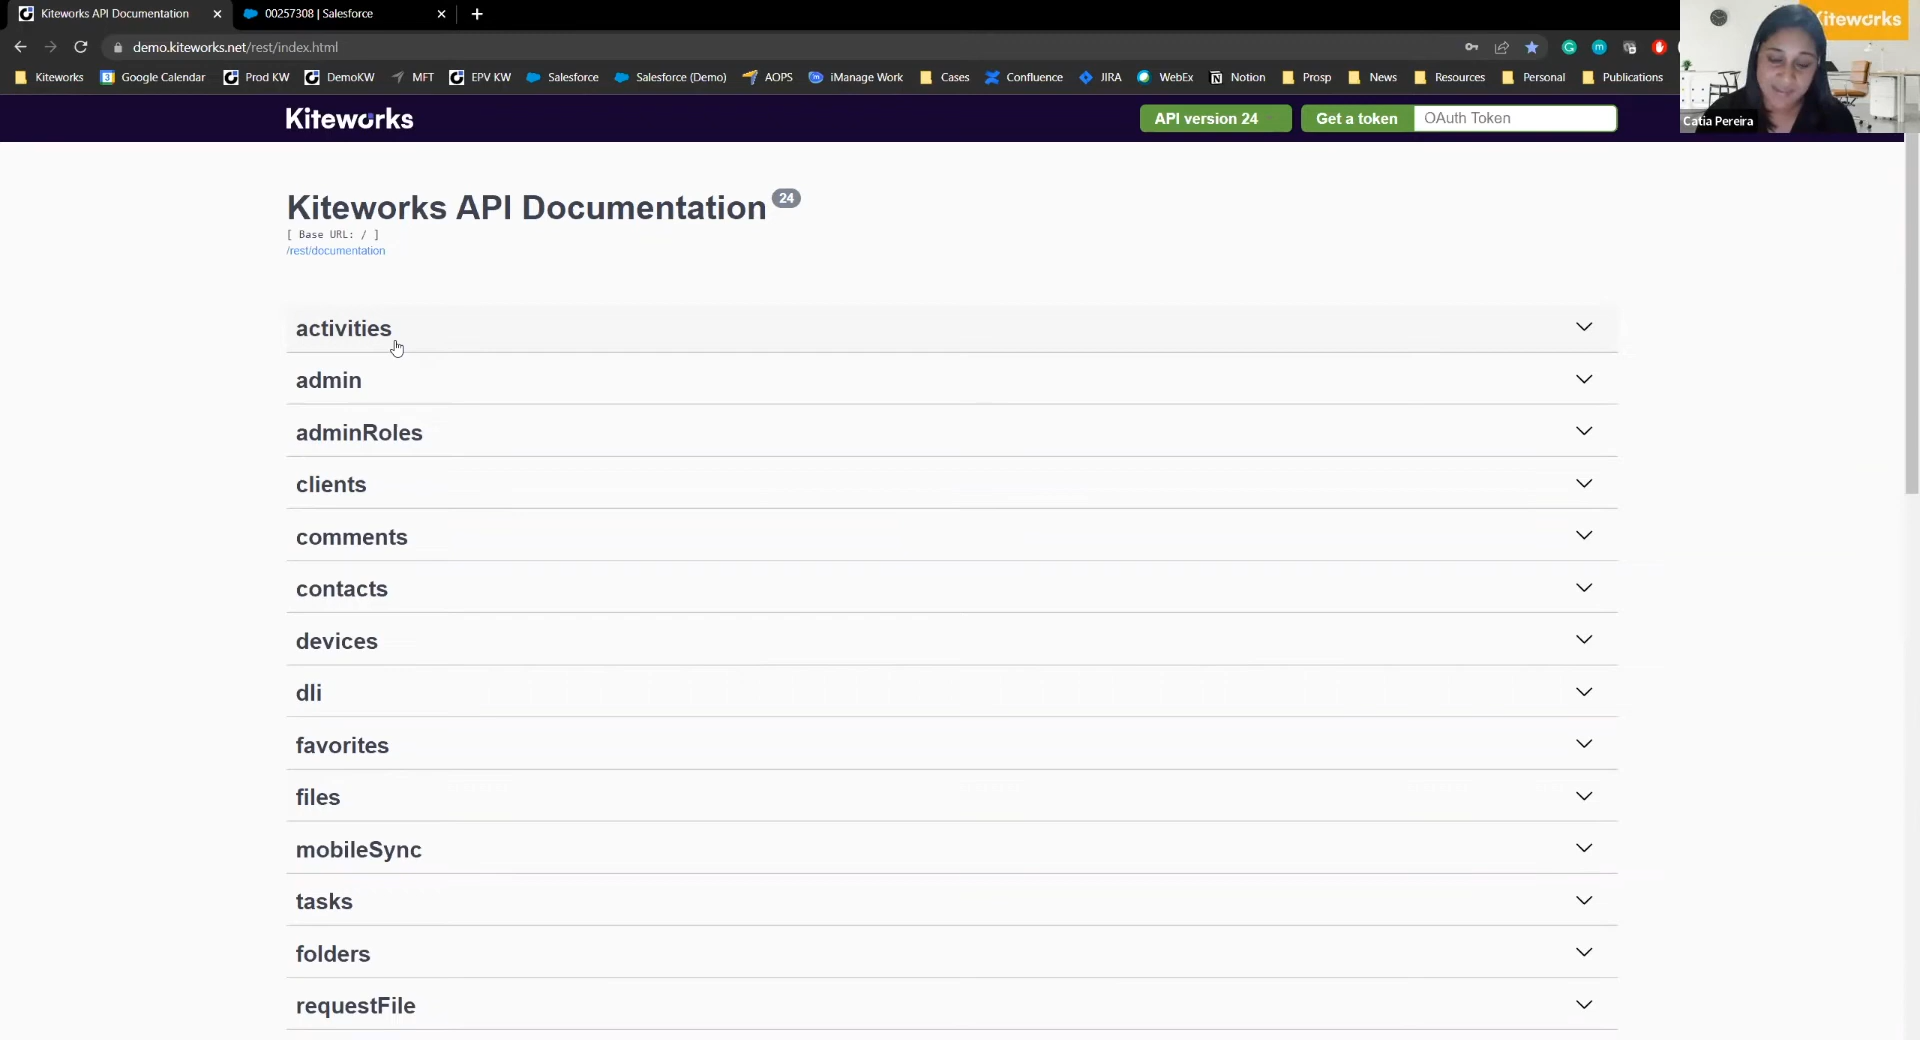 Kiteworks API Documentation
00257308 | Salesforce
demo.kiteworks.net/rest/index.html
Kiteworks Google Calendar Prod KW DemoKW MFT EPV KW Salesforce Salesforce (Demo) AOPS iManage Work Cases Confluence JIRA WebEx Notion Prosp News Resources Personal Publications
Kiteworks
Catia Pereira
Kiteworks
API version 24
Get a token
OAuth Token
Kiteworks API Documentation 24
[ Base URL: / ]
/rest/documentation
activities
admin
adminRoles
clients
comments
contacts
devices
dli
favorites
files
mobileSync
tasks
folders
requestFile